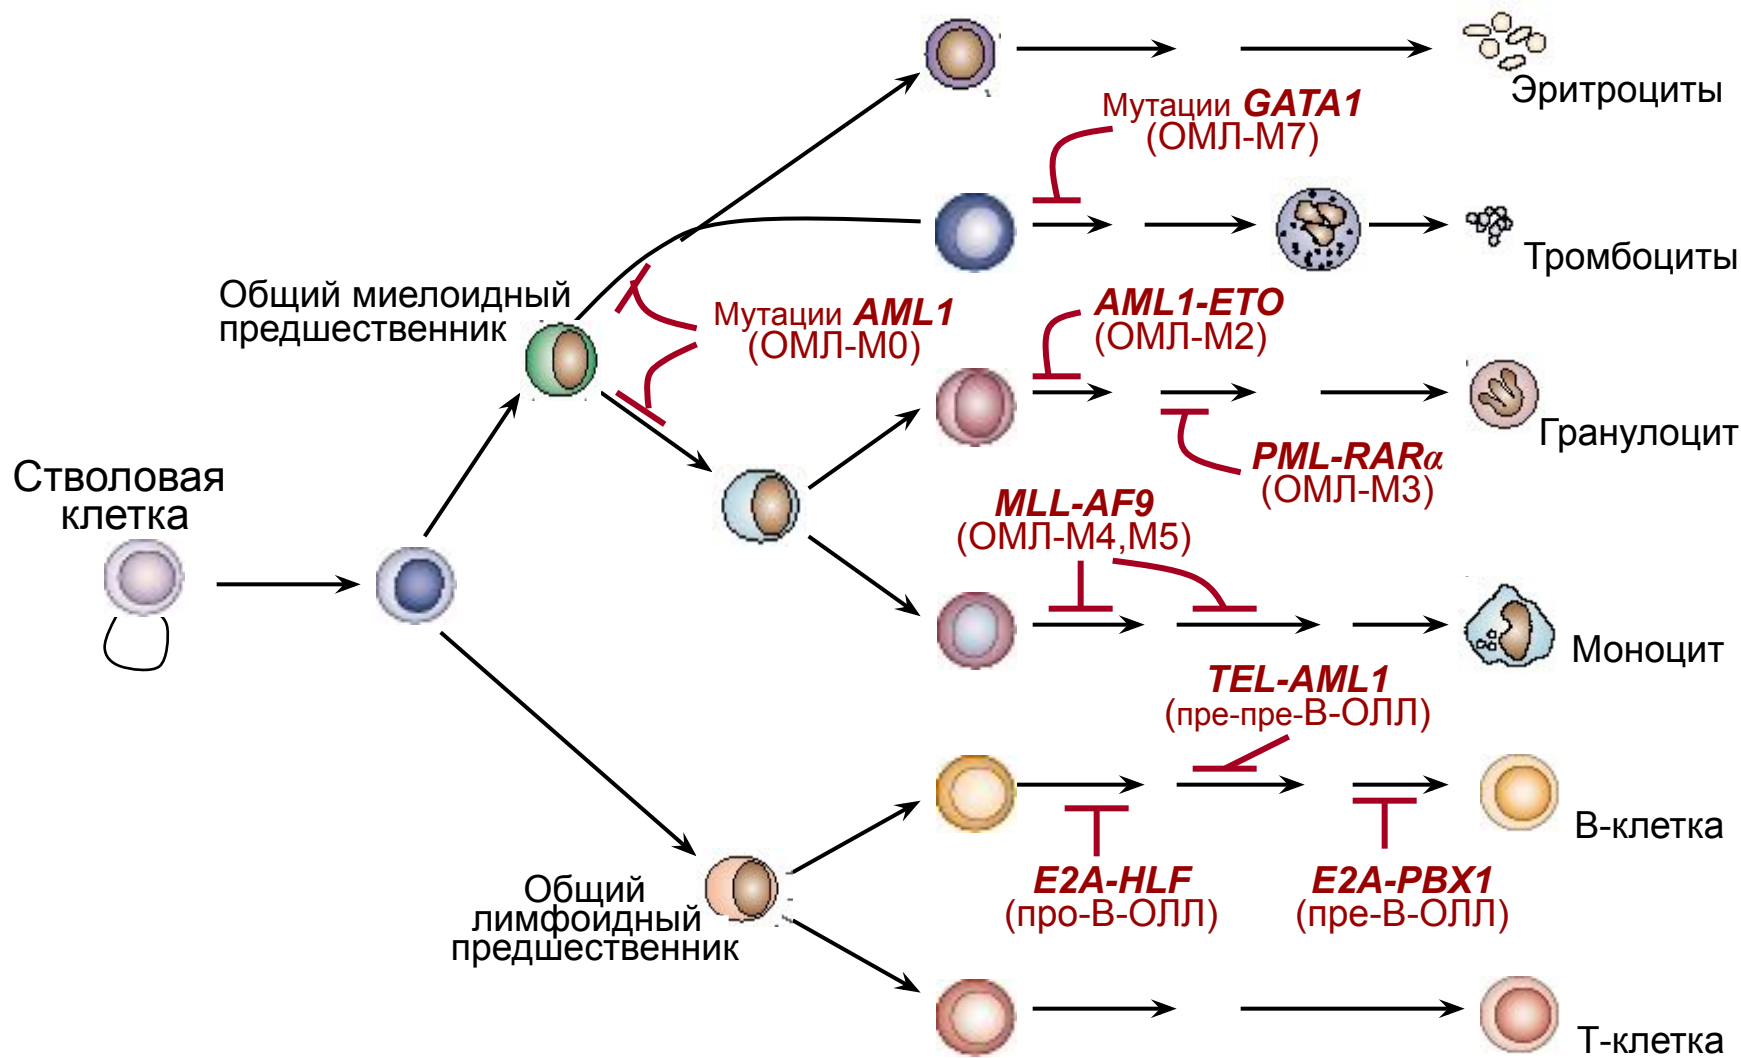 Эритроциты
Мутации GATA1
(ОМЛ-М7)
Тромбоциты
Общий миелоидный
предшественник
Мутации AML1
(ОМЛ-М0)
AML1-ETO
(ОМЛ-М2)
Гранулоцит
PML-RARα
(ОМЛ-М3)
Стволовая
клетка
MLL-AF9
(ОМЛ-М4,М5)
Моноцит
TEL-AML1
(пре-пре-В-ОЛЛ)
В-клетка
E2A-HLF
(про-В-ОЛЛ)
E2A-PBX1
(пре-В-ОЛЛ)
Общий
лимфоидный
предшественник
Т-клетка